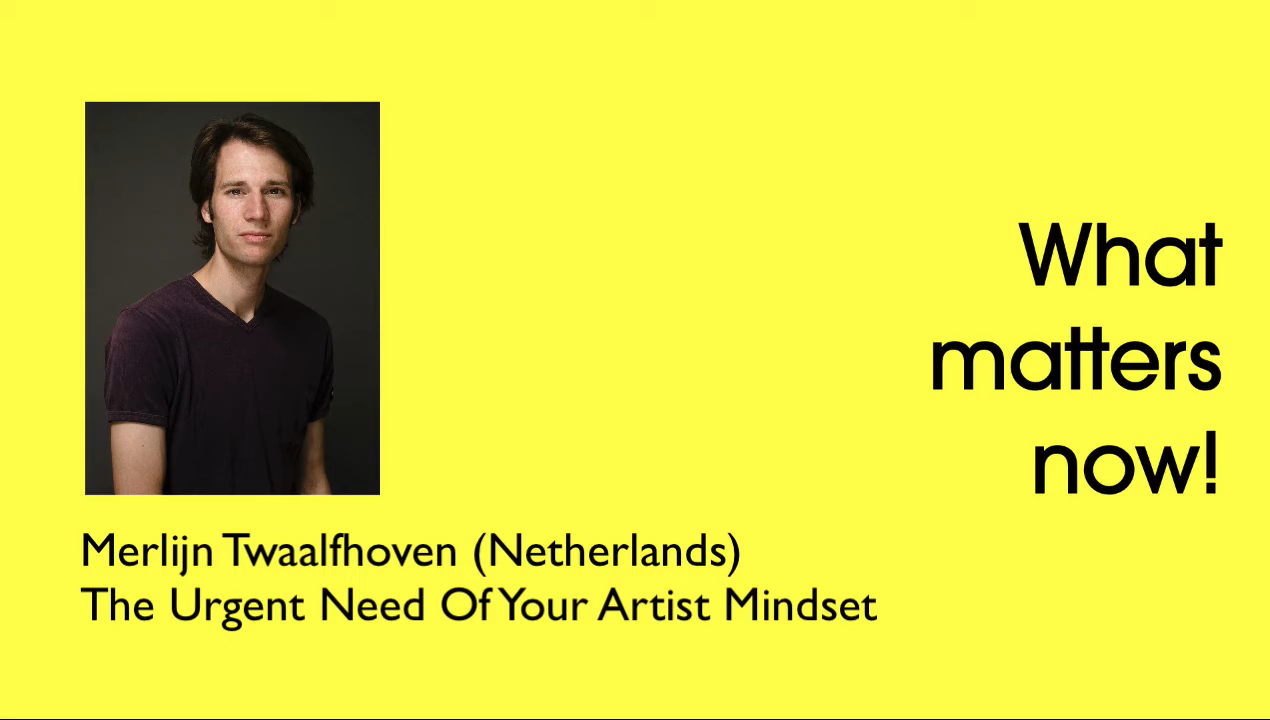 What
matters
now!
Merlijn Twaalfhoven (Netherlands)
The Urgent Need Of Your Artist Mindset